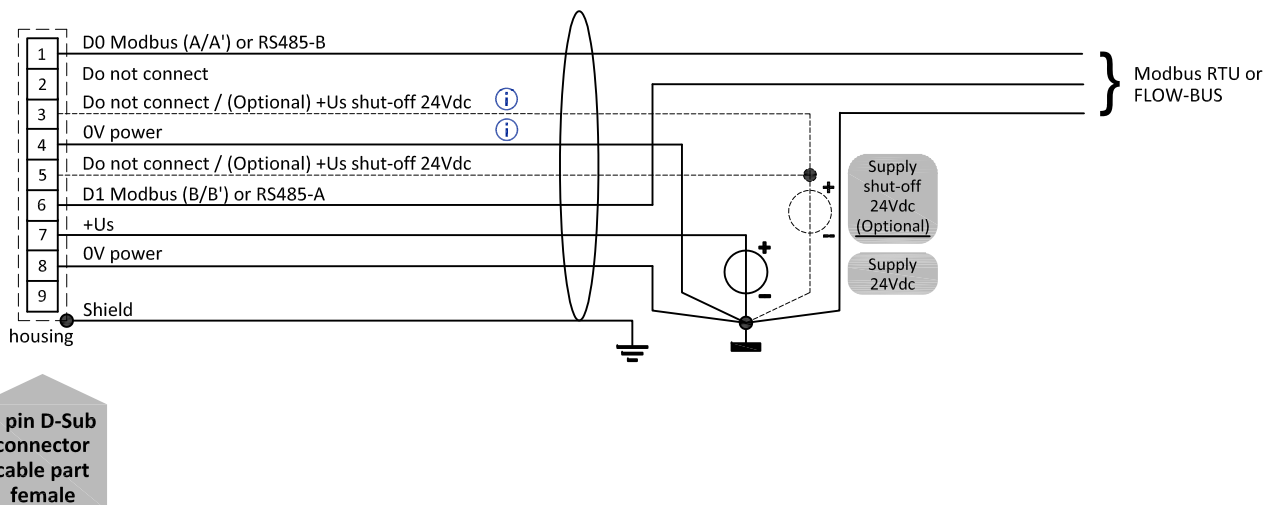 1
D0 Modbus (A/A') or RS485-B
2
Do not connect
3
Do not connect / (Optional) +Us shut-off 24Vdc
i
4
0V power
i
5
Do not connect / (Optional) +Us shut-off 24Vdc
6
D1 Modbus (B/B') or RS485-A
7
+Us
8
0V power
9
Shield
housing
Modbus RTU or
FLOW-BUS
+
-
Supply
shut-off
24Vdc
(Optional)
+
-
Supply
24Vdc
pin D-Sub
connector
cable part
female